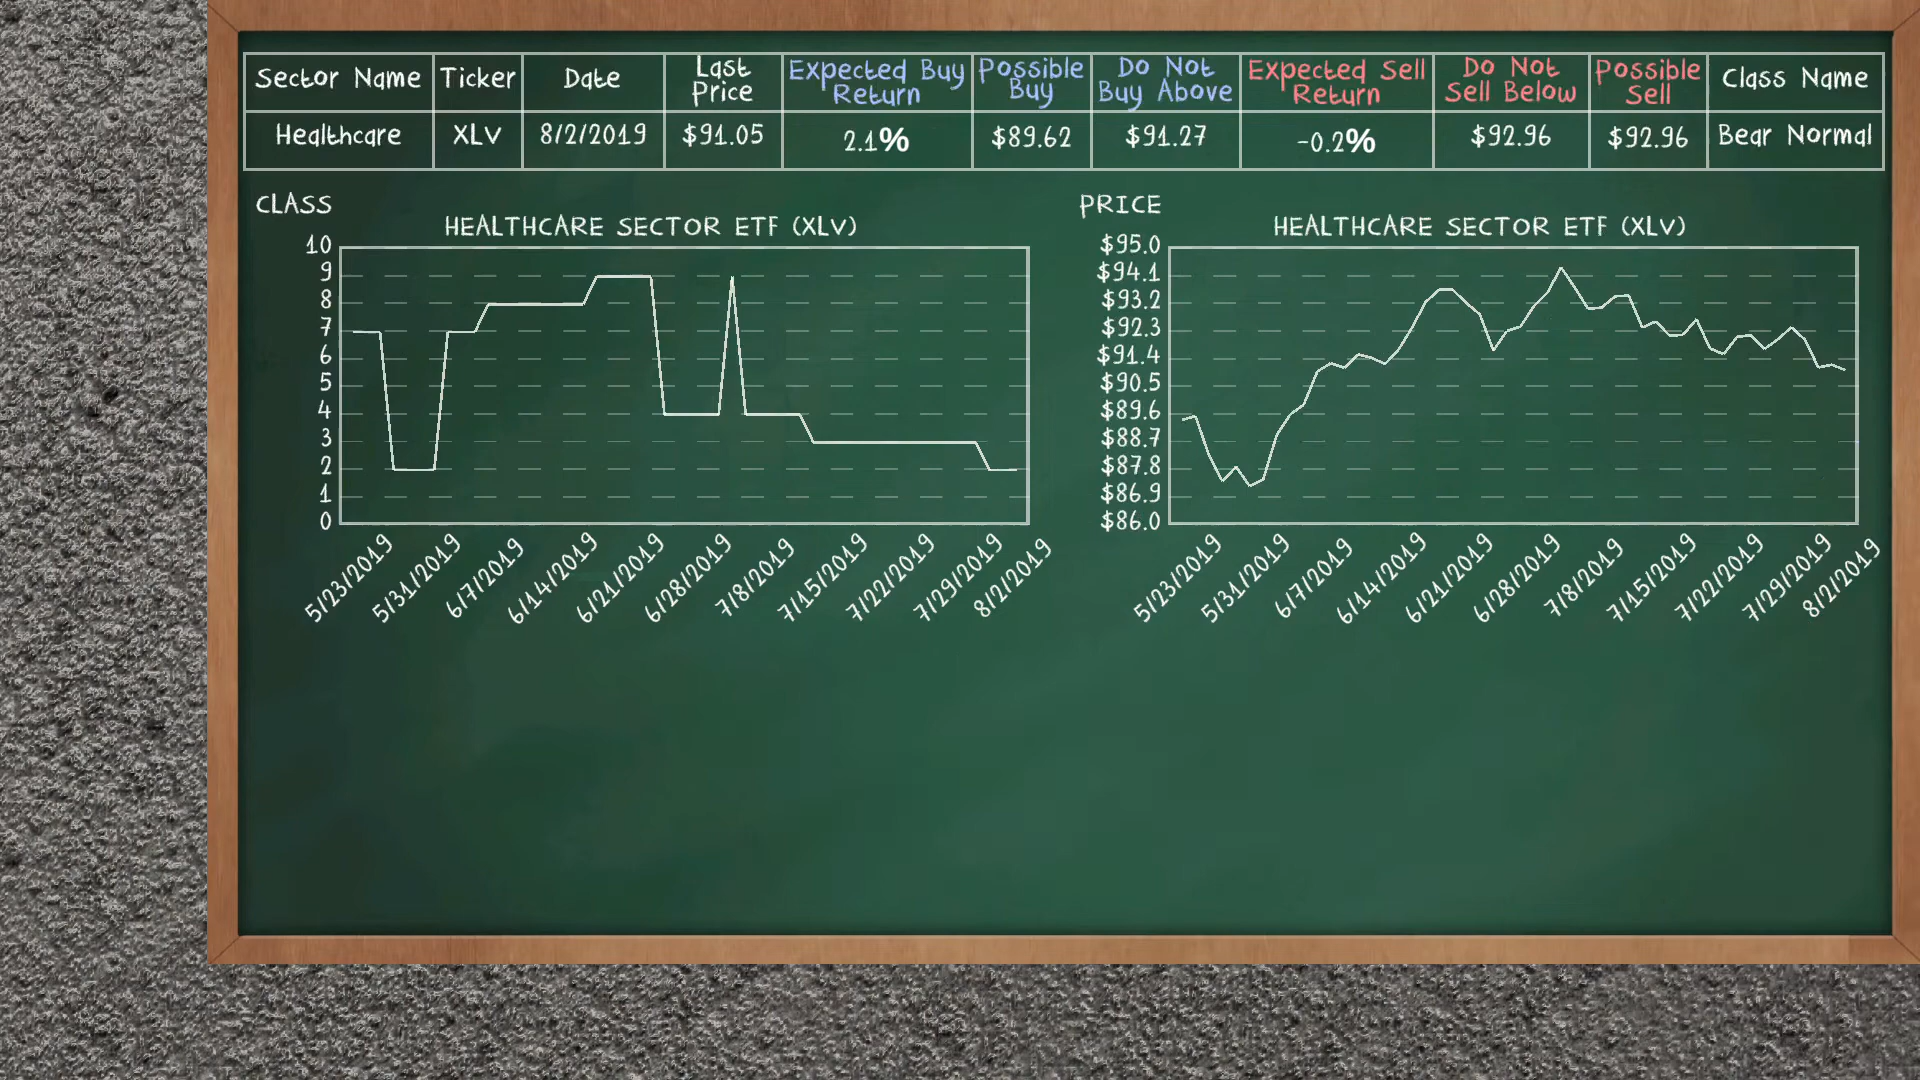 Sector Name Ticker Date Last Price Expected Buy Return Possible Buy Do Not Buy Above Expected Sell Return Do Not Sell Below Possible Sell Class Name
Healthcare XLV 8/2/2019 $91.05 2.1% $89.62 $91.27 -0.2% $92.96 $92.96 Bear Normal
CLASS
HEALTHCARE SECTOR ETF (XLV)
10
9
8
7
6
5
4
3
2
1
0
5/23/2019 5/31/2019 6/7/2019 6/14/2019 6/21/2019 6/28/2019 7/8/2019 7/15/2019 7/22/2019 7/29/2019 8/2/2019
PRICE
HEALTHCARE SECTOR ETF (XLV)
$95.0
$94.1
$93.2
$92.3
$91.4
$90.5
$89.6
$88.7
$87.8
$86.9
$86.0
5/23/2019 5/31/2019 6/7/2019 6/14/2019 6/21/2019 6/28/2019 7/8/2019 7/15/2019 7/22/2019 7/29/2019 8/2/2019